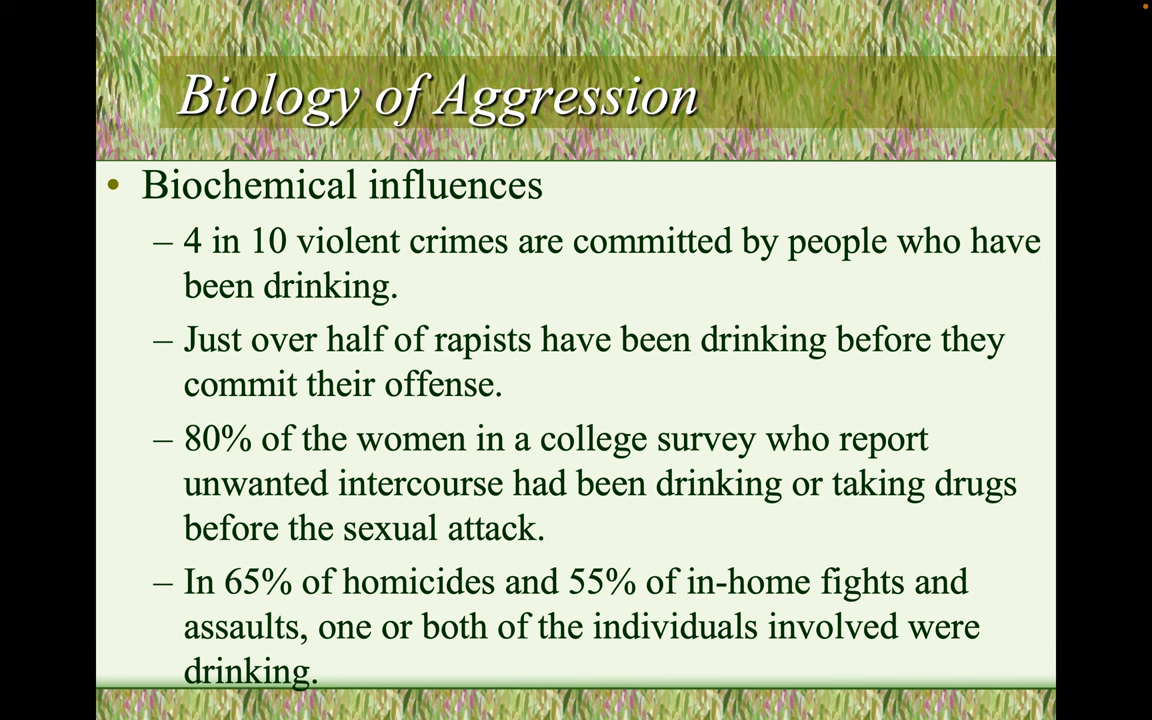 Biology of Aggression
• Biochemical influences
– 4 in 10 violent crimes are committed by people who have
been drinking.
– Just over half of rapists have been drinking before they
commit their offense.
– 80% of the women in a college survey who report
unwanted intercourse had been drinking or taking drugs
before the sexual attack.
– In 65% of homicides and 55% of in-home fights and
assaults, one or both of the individuals involved were
drinking.